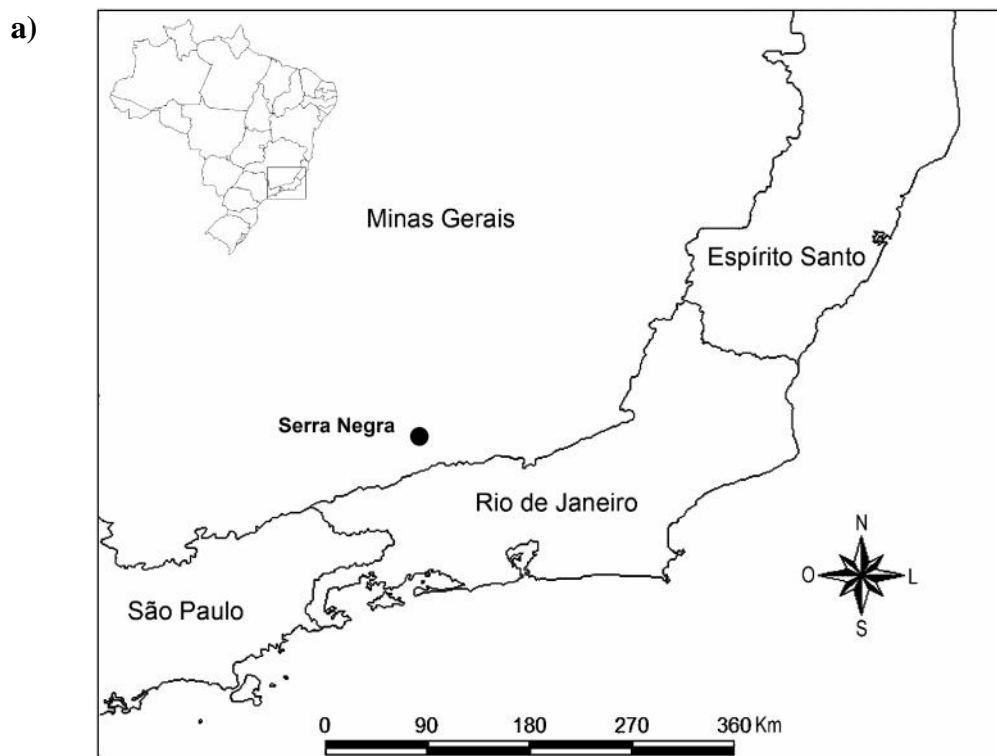 a)
Minas Gerais
Espírito Santo
Serra Negra
Rio de Janeiro
São Paulo
N
O L
S
0 90 180 270 360 Km